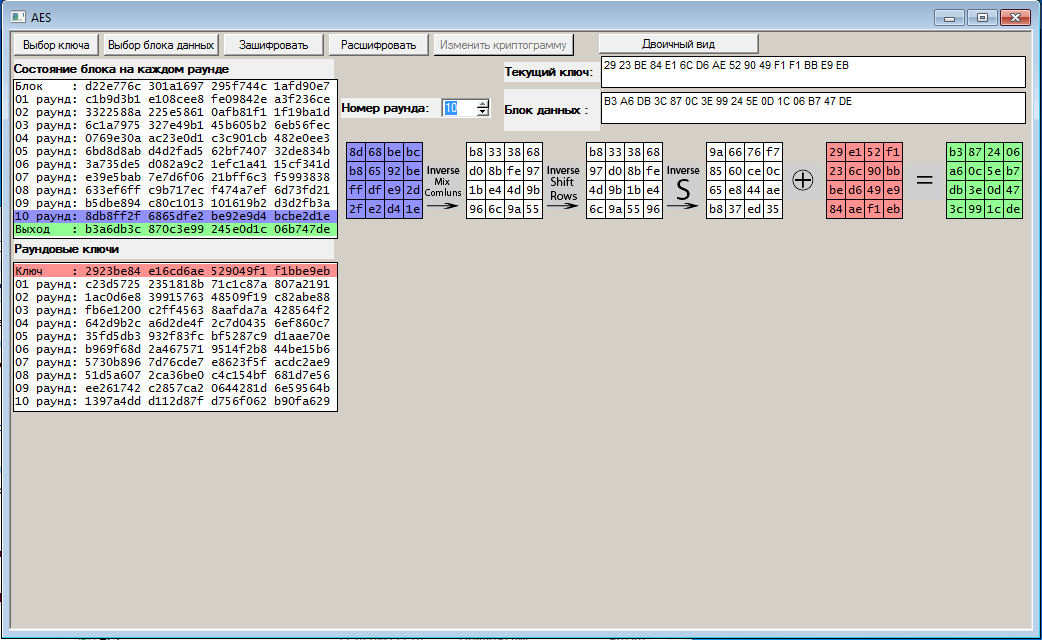 AES
Выбор ключа Выбор блока данных Зашифровать Расшифровать Изменить криптограмму Двоичный вид
Состояние блока на каждом раунде
Блок : d22e776c 301a1697 295f744c 1afd90e7
01 раунд: c1b9d3b1 e108cee8 fe09842e a3f236ce
02 раунд: 3322588a 225e5861 0afb81f1 1f19ba1d
03 раунд: 6c1a7975 327e49b1 45b605b2 6eb56fec
04 раунд: 0769e30a ac23e0d1 c3c901cb 482e0ee3
05 раунд: 6bd8d8ab d4d2fad5 62bf7407 32de834b
06 раунд: 3a735de5 d082a9c2 1efc1a41 15cf341d
07 раунд: e39e5bab 7e7d6f06 21bff6c3 f5993838
08 раунд: 633ef6ff c9b717ec f474a7ef 6d73fd21
09 раунд: b5dbe894 c80c1013 101619b2 d3d2fb3a
10 раунд: 8db8ff2f 6865dfe2 be92e9d4 bcbe2d1e
Выход : b3a6db3c 870c3e99 245e0d1c 06b747de
Раундовые ключи
Ключ : 2923be84 e16cd6ae 529049f1 f1bbe9eb
01 раунд: c23d5725 2351818b 71c1c87a 807a2191
02 раунд: 1ac0d6e8 39915763 48509f19 c82abe88
03 раунд: fb6e1200 c2ff4563 8aafda7a 428564f2
04 раунд: 642d9b2c a6d2de4f 2c7d0435 6ef860c7
05 раунд: 35fd5db3 932f83fc bf5287c9 d1aae70e
06 раунд: b969f68d 2a467571 9514f2b8 44be15b6
07 раунд: 5730b896 7d76cde7 e8623f5f acdc2ae9
08 раунд: 51d5a607 2ca36be0 c4c154bf 681d7e56
09 раунд: ee261742 c2857ca2 0644281d 6e59564b
10 раунд: 1397a4dd d112d87f d756f062 b90fa629
Текущий ключ: 29 23 BE 84 E1 6C D6 AE 52 90 49 F1 F1 BB E9 EB
Номер раунда: 10
Блок данных : B3 A6 DB 3C 87 0C 3E 99 24 5E 0D 1C 06 B7 47 DE
8d 68 be bc
b8 65 92 be
ff df e9 2d
2f e2 d4 1e
Inverse
Mix
Comluns
b8 33 38 68
d0 8b fe 97
1b e4 4d 9b
96 6c 9a 55
Inverse
Shift
Rows
b8 33 38 68
97 d0 8b fe
4d 9b 1b e4
6c 9a 55 96
Inverse
S
9a 66 76 f7
85 60 ce 0c
65 e8 44 ae
b8 37 ed 35
29 e1 52 f1
23 6c 90 bb
be d6 49 e9
84 ae f1 eb
=
b3 87 24 06
a6 0c 5e b7
db 3e 0d 47
3c 99 1c de